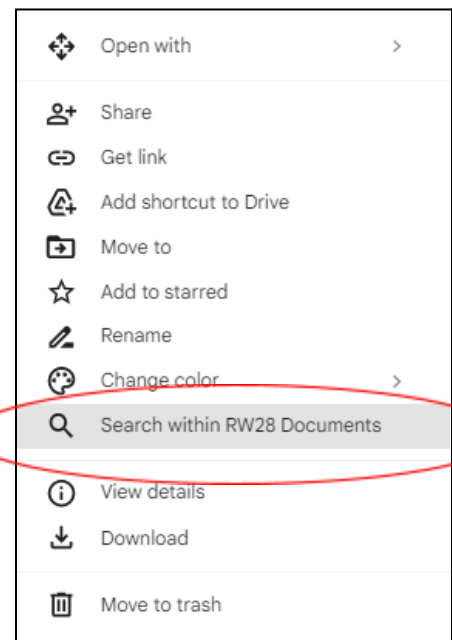 Open with
Share
Get link
Add shortcut to Drive
Move to
Add to starred
Rename
Change color
Search within RW28 Documents
View details
Download
Move to trash